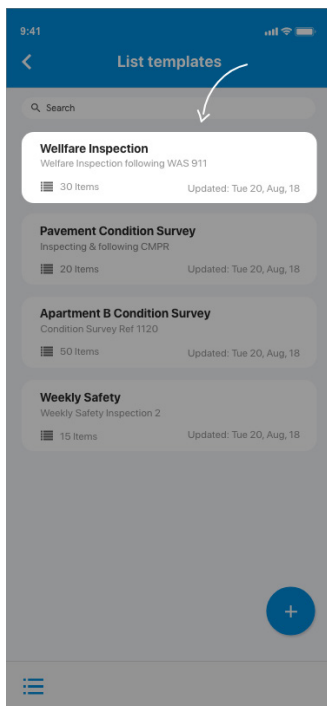 9:41
List templates
Search
Wellfare Inspection
Welfare Inspection following WAS 911
30 Items
Updated: Tue 20, Aug, 18
Pavement Condition Survey
Inspecting & following CMPR
20 Items
Updated: Tue 20, Aug, 18
Apartment B Condition Survey
Condition Survey Ref 1120
50 Items
Updated: Tue 20, Aug, 18
Weekly Safety
Weekly Safety Inspection 2
15 Items
Updated: Tue 20, Aug, 18